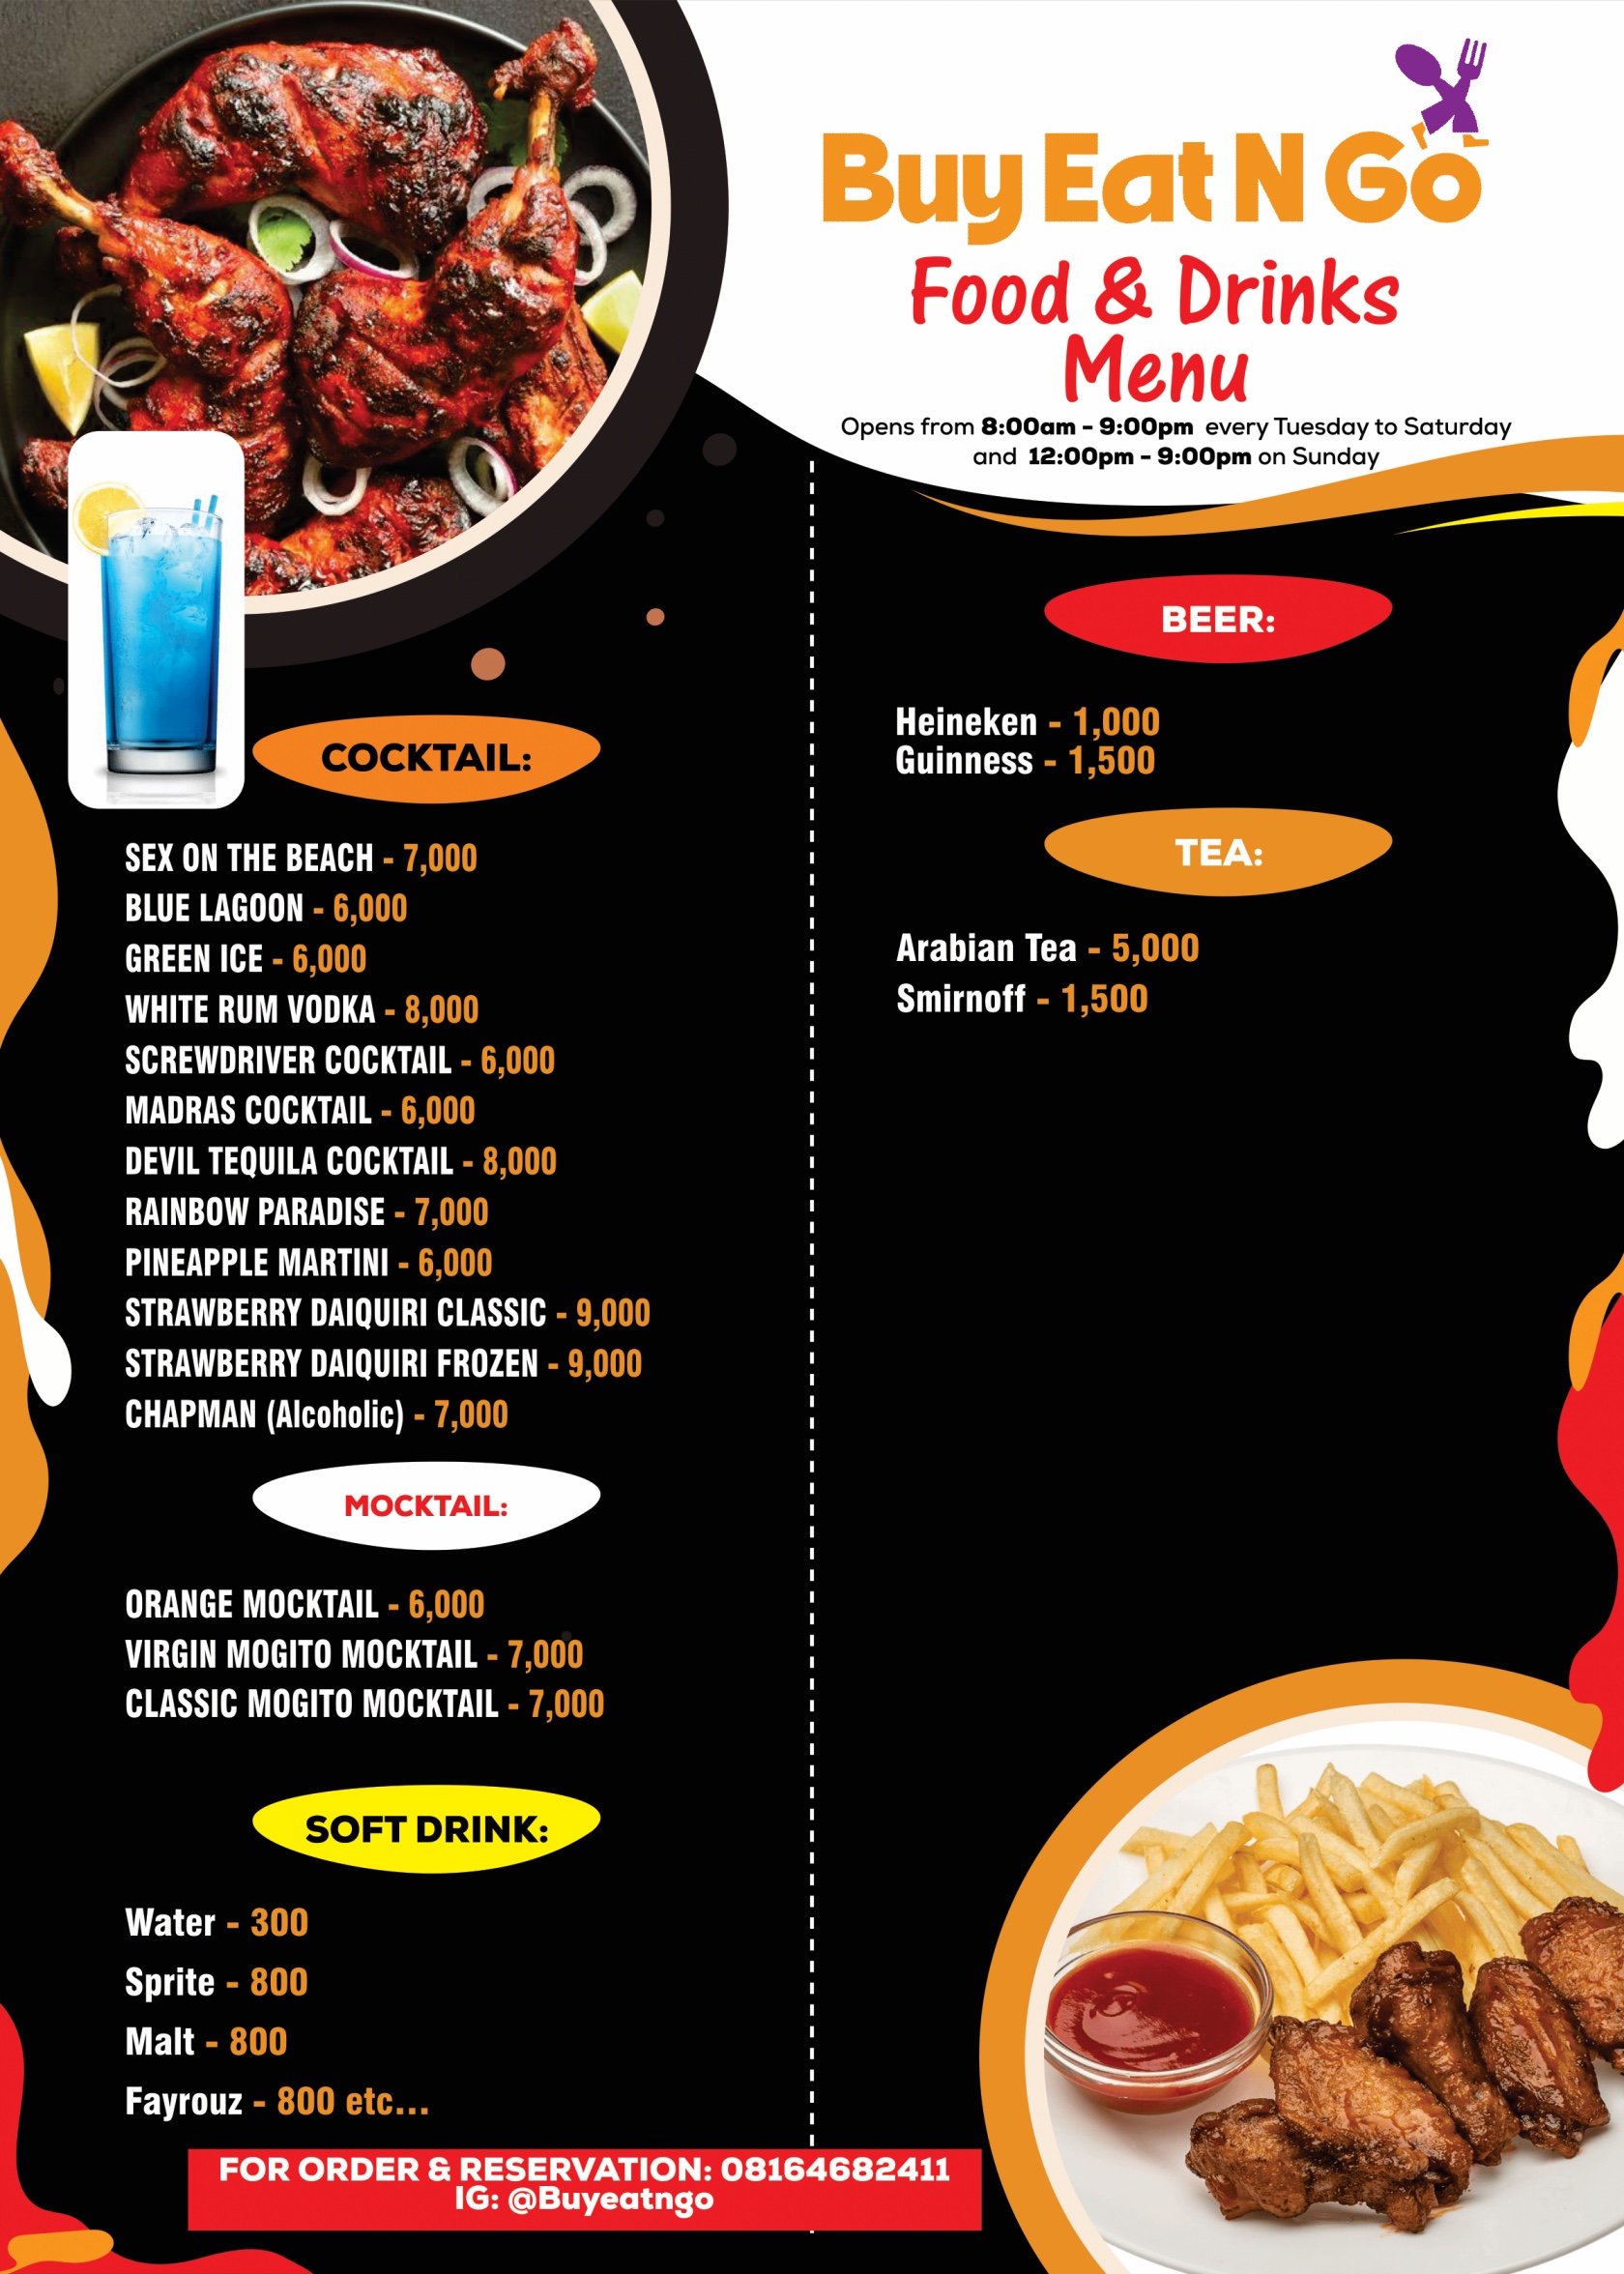 Buy Eat N Go
Food & Drinks
Menu
Opens from 8:00am - 9:00pm every Tuesday to Saturday
and 12:00pm - 9:00pm on Sunday
COCKTAIL:
SEX ON THE BEACH - 7,000
BLUE LAGOON - 6,000
GREEN ICE - 6,000
WHITE RUM VODKA - 8,000
SCREWDRIVER COCKTAIL - 6,000
MADRAS COCKTAIL - 6,000
DEVIL TEQUILA COCKTAIL - 8,000
RAINBOW PARADISE - 7,000
PINEAPPLE MARTINI - 6,000
STRAWBERRY DAIQUIRI CLASSIC - 9,000
STRAWBERRY DAIQUIRI FROZEN - 9,000
CHAPMAN (Alcoholic) - 7,000
MOCKTAIL:
ORANGE MOCKTAIL - 6,000
VIRGIN MOGITO MOCKTAIL - 7,000
CLASSIC MOGITO MOCKTAIL - 7,000
SOFT DRINK:
Water - 300
Sprite - 800
Malt - 800
Fayrouz - 800 etc...
BEER:
Heineken - 1,000
Guinness - 1,500
TEA:
Arabian Tea - 5,000
Smirnoff - 1,500
FOR ORDER & RESERVATION: 08164682411
IG: @Buyeatngo